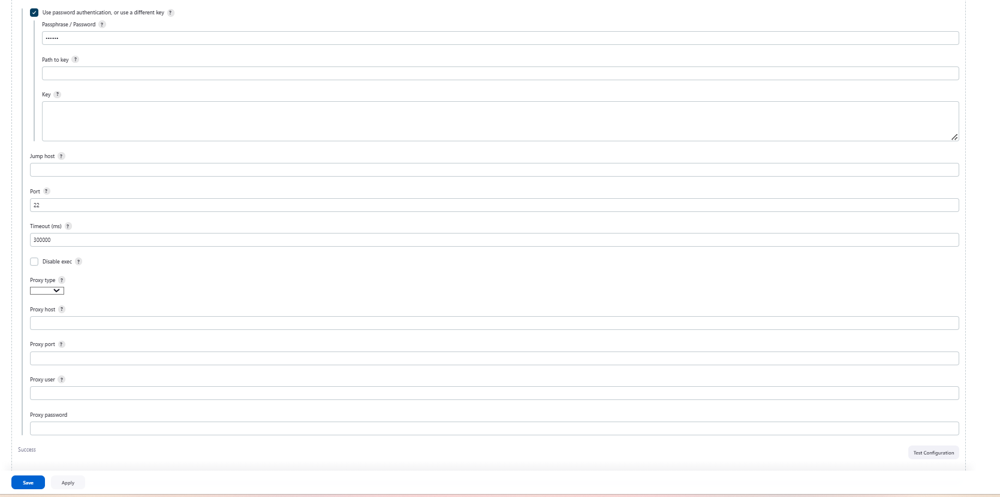 Use password authentication, or use a different key ?
Passphrase / Password ?
••••••
Path to key ?
Key ?
Jump host ?
Port ?
22
Timeout (ms) ?
300000
Disable exec ?
Proxy type ?
Proxy host ?
Proxy port ?
Proxy user ?
Proxy password
Success
Test Configuration
Save
Apply